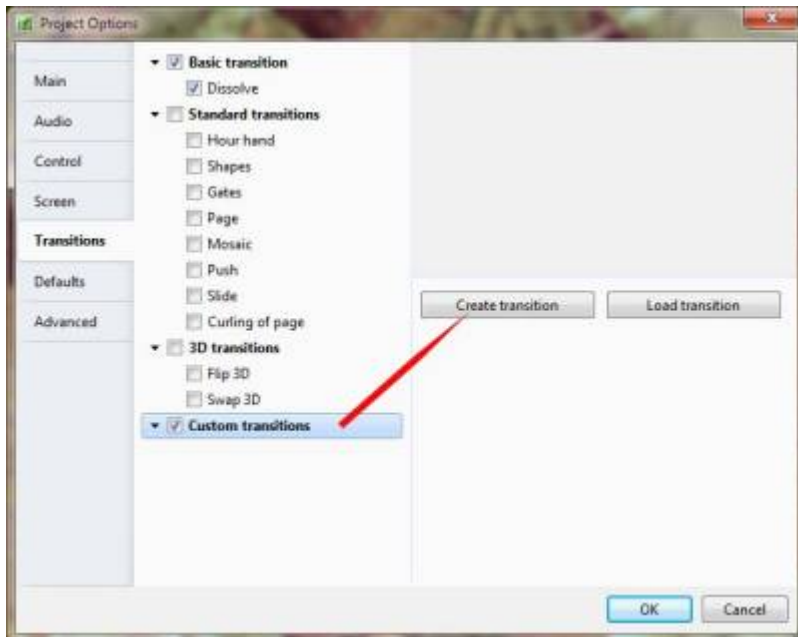 Project Options
Main
Audio
Control
Screen
Transitions
Defaults
Advanced
Basic transition
Dissolve
Standard transitions
Hour hand
Shapes
Gates
Page
Mosaic
Push
Slide
Curling of page
3D transitions
Flip 3D
Swap 3D
Custom transitions
Create transition Load transition
OK Cancel